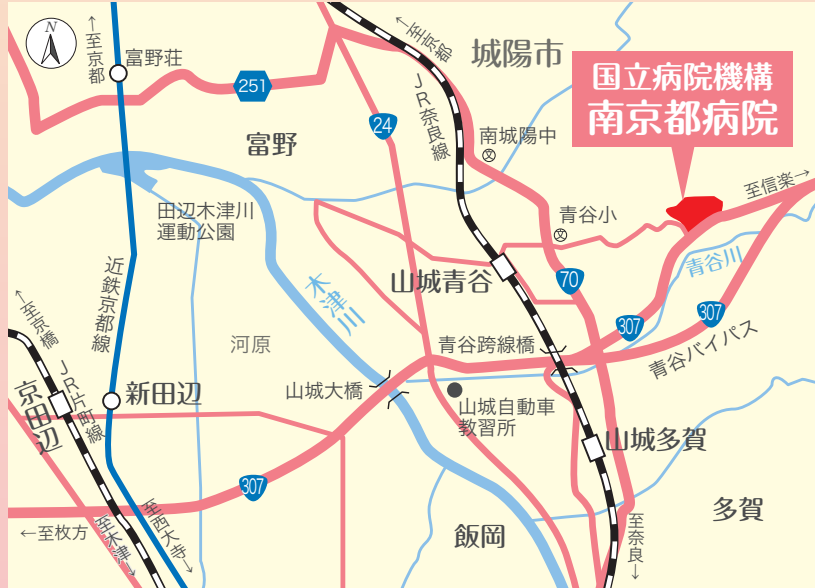 N
↑至京都
富野荘
251
富野
24
←至京都
JR奈良線
城陽市
国立病院機構
南京都病院
南城陽中
文
至信楽→
青谷小
文
田辺木津川
運動公園
近鉄京都線
木津川
山城青谷
70
青谷川
307
307
青谷バイパス
←至京橋
JR片町線
京田辺
新田辺
河原
青谷跨線橋
山城大橋
山城自動車
教習所
山城多賀
307
←至枚方
至木津→
至西大寺→
飯岡
至奈良→
多賀